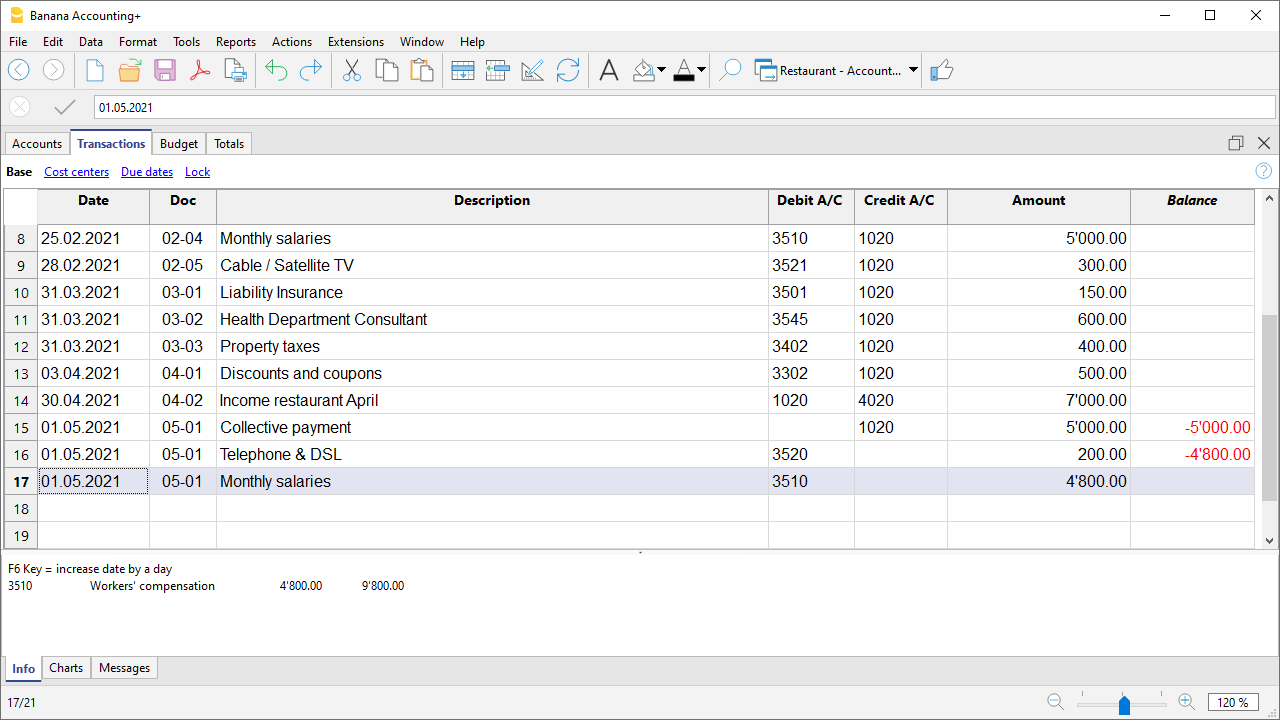 Banana Accounting+
File Edit Data Format Tools Reports Actions Extensions Window Help
Restaurant - Account...
01.05.2021
Accounts Transactions Budget Totals
Base Cost centers Due dates Lock
Date Doc Description Debit A/C Credit A/C Amount Balance
8 25.02.2021 02-04 Monthly salaries 3510 1020 5'000.00
9 28.02.2021 02-05 Cable / Satellite TV 3521 1020 300.00
10 31.03.2021 03-01 Liability Insurance 3501 1020 150.00
11 31.03.2021 03-02 Health Department Consultant 3545 1020 600.00
12 31.03.2021 03-03 Property taxes 3402 1020 400.00
13 03.04.2021 04-01 Discounts and coupons 3302 1020 500.00
14 30.04.2021 04-02 Income restaurant April 1020 4020 7'000.00
15 01.05.2021 05-01 Collective payment 1020 5'000.00 -5'000.00
16 01.05.2021 05-01 Telephone & DSL 3520 200.00 -4'800.00
17 01.05.2021 05-01 Monthly salaries 3510 4'800.00
18
19
F6 Key = increase date by a day
3510 Workers' compensation 4'800.00 9'800.00
Info Charts Messages
17/21 120 %